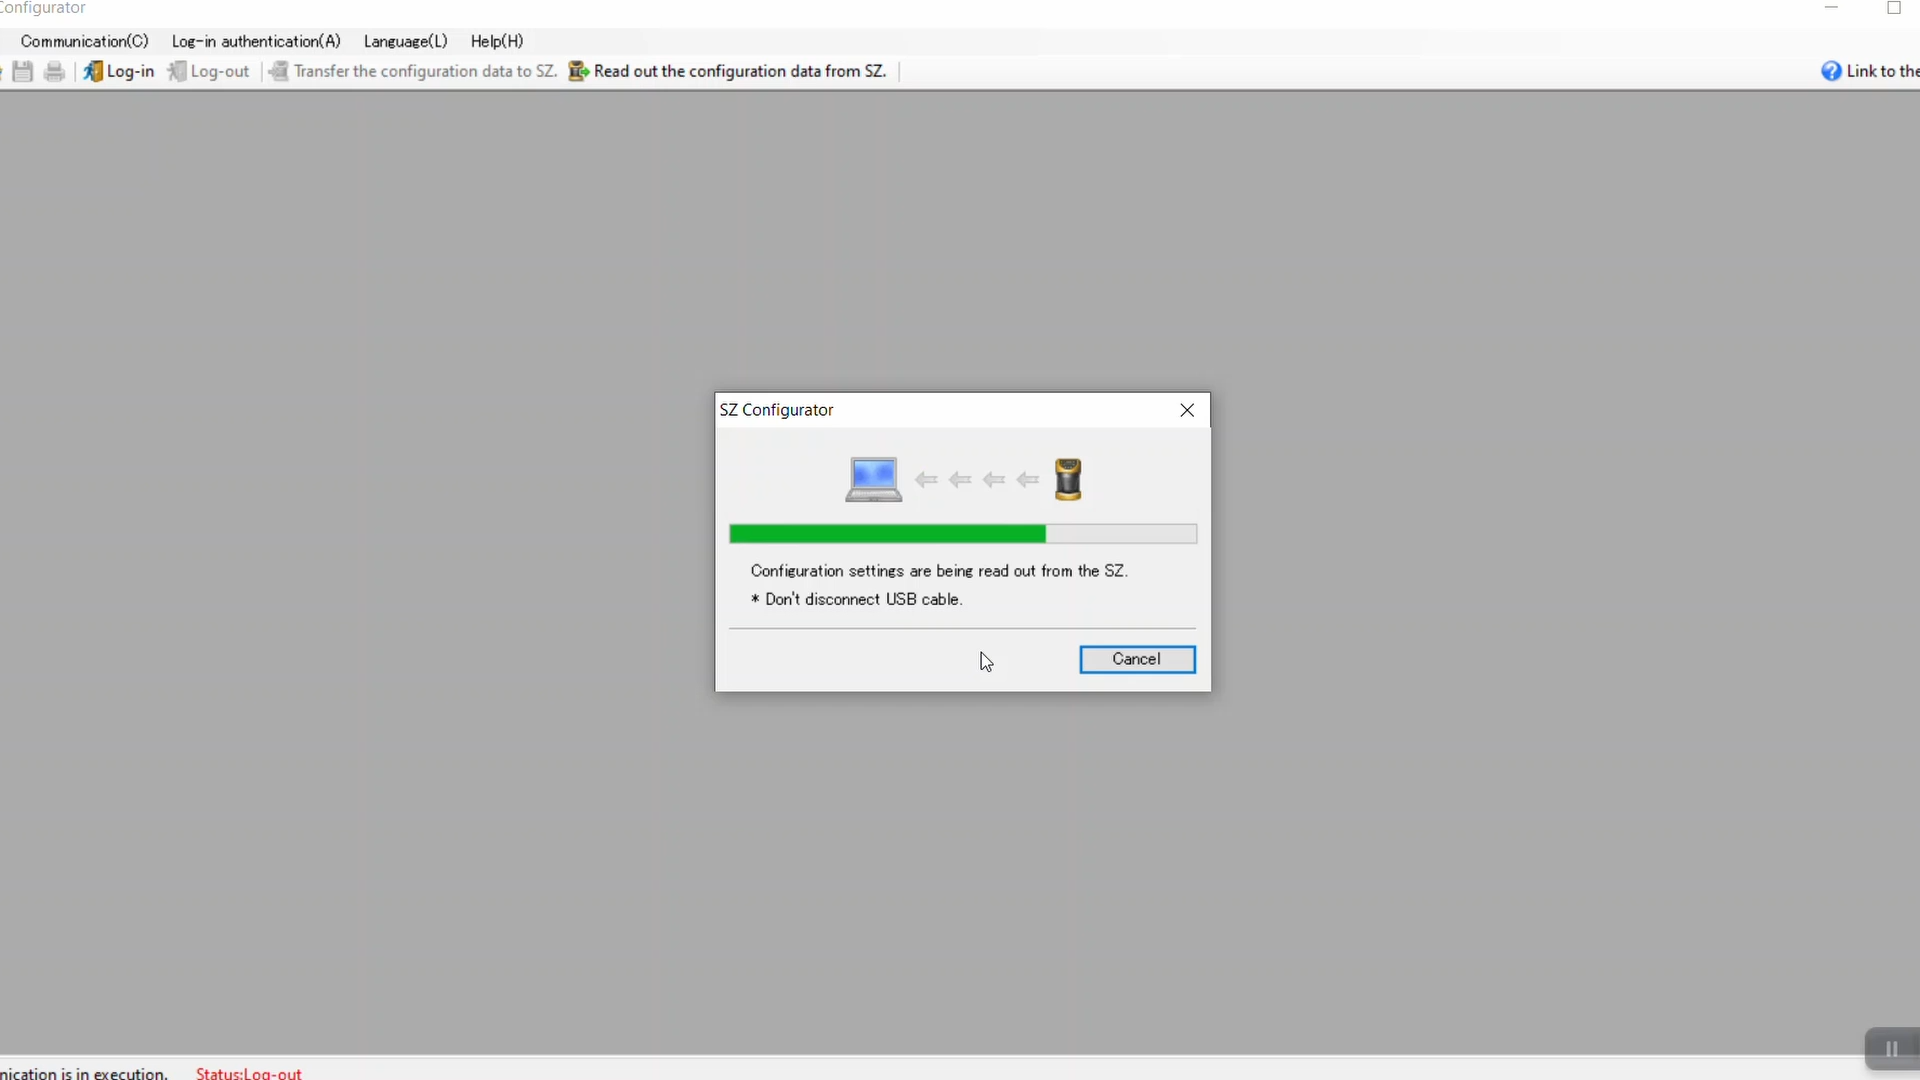 Configurator
Communication(C) Log-in authentication(A) Language(L) Help(H)
Log-in Log-out Transfer the configuration data to SZ. Read out the configuration data from SZ. Link to the
SZ Configurator
Configuration settings are being read out from the SZ.
* Don't disconnect USB cable.
Cancel
nication is in execution. Status:Log-out